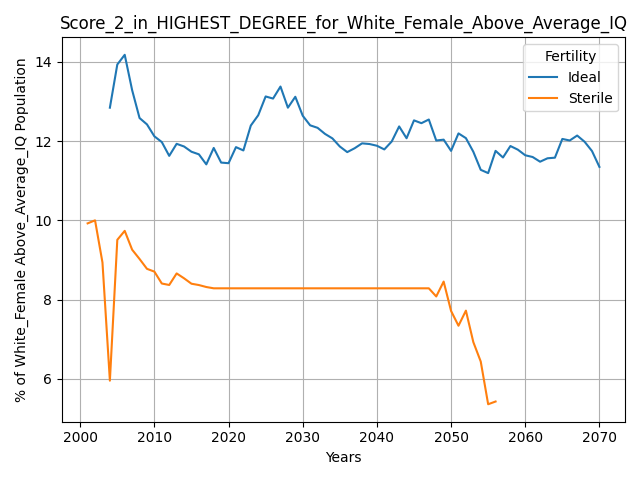 Score_2_in_HIGHEST_DEGREE_for_White_Female_Above_Average_IQ
% of White_Female Above_Average_IQ Population
14
12
10
8
6
Fertility
Ideal
Sterile
2000 2010 2020 2030 2040 2050 2060 2070
Years